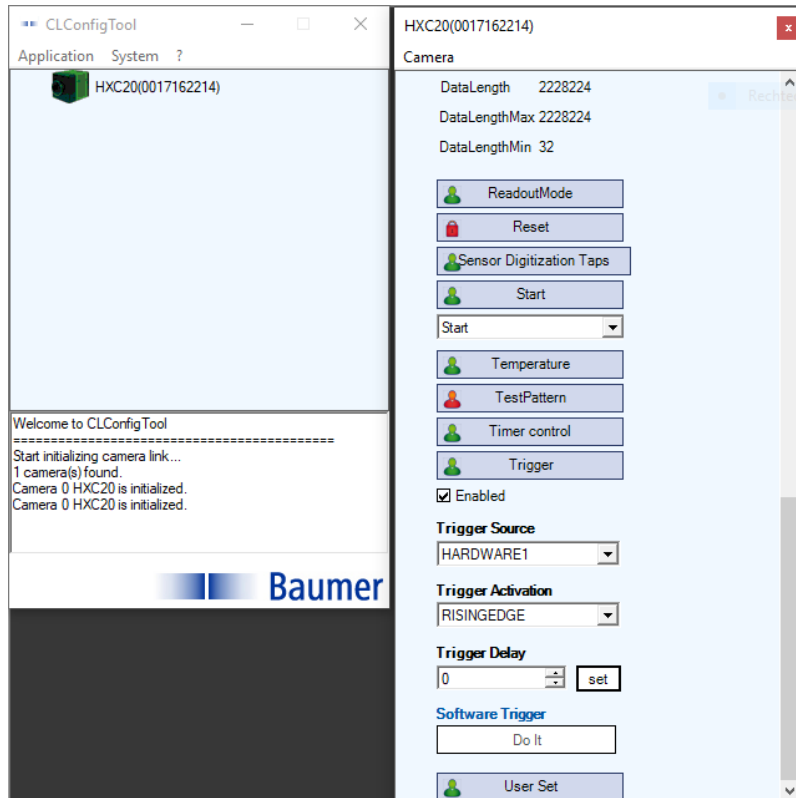 CLConfigTool
Application System ?
HXC20(0017162214)
Welcome to CLConfigTool
===========================================
Start initializing camera link...
1 camera(s) found.
Camera 0 HXC20 is initialized.
Camera 0 HXC20 is initialized.
Baumer
HXC20(0017162214)
x
Camera
DataLength 2228224
DataLengthMax 2228224
DataLengthMin 32
ReadoutMode
Reset
Sensor Digitization Taps
Start
Start
Temperature
TestPattern
Timer control
Trigger
Enabled
Trigger Source
HARDWARE1
Trigger Activation
RISINGEDGE
Trigger Delay
0 set
Software Trigger
Do It
User Set